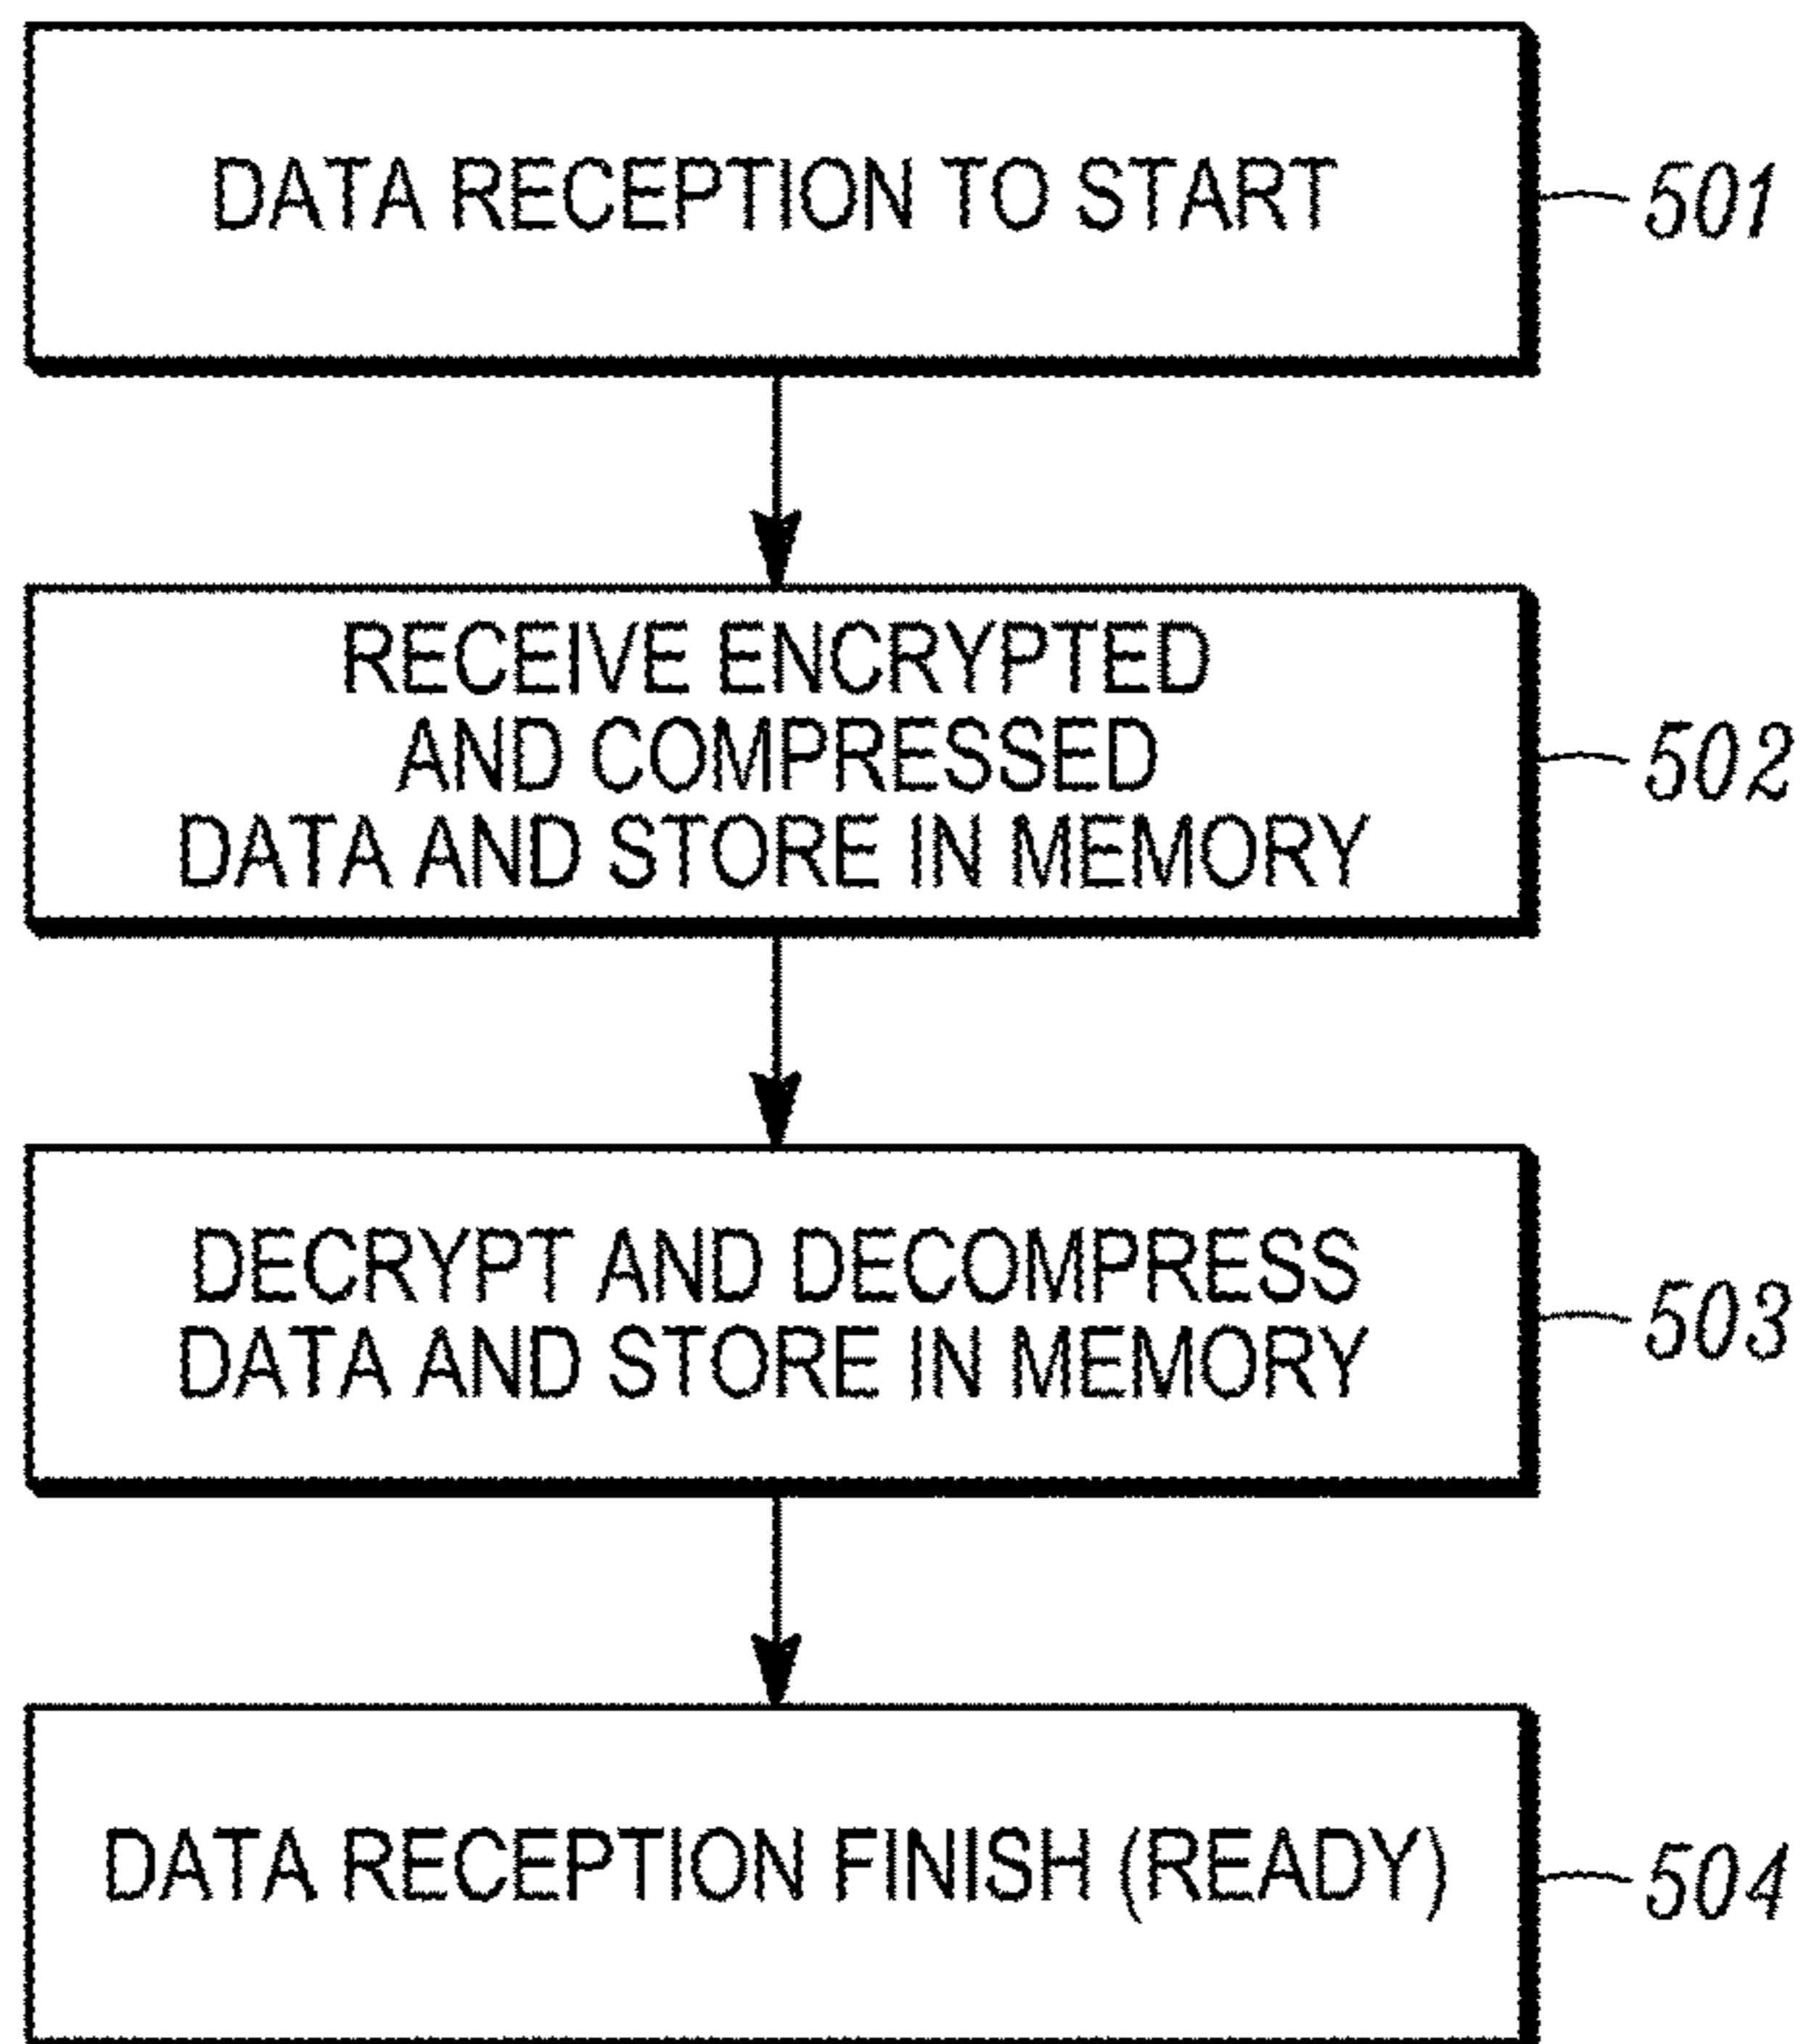 DATA RECEPTION TO START
501
RECEIVE ENCRYPTED
AND COMPRESSED
DATA AND STORE IN MEMORY
502
DECRYPT AND DECOMPRESS
DATA AND STORE IN MEMORY
503
DATA RECEPTION FINISH (READY)
504